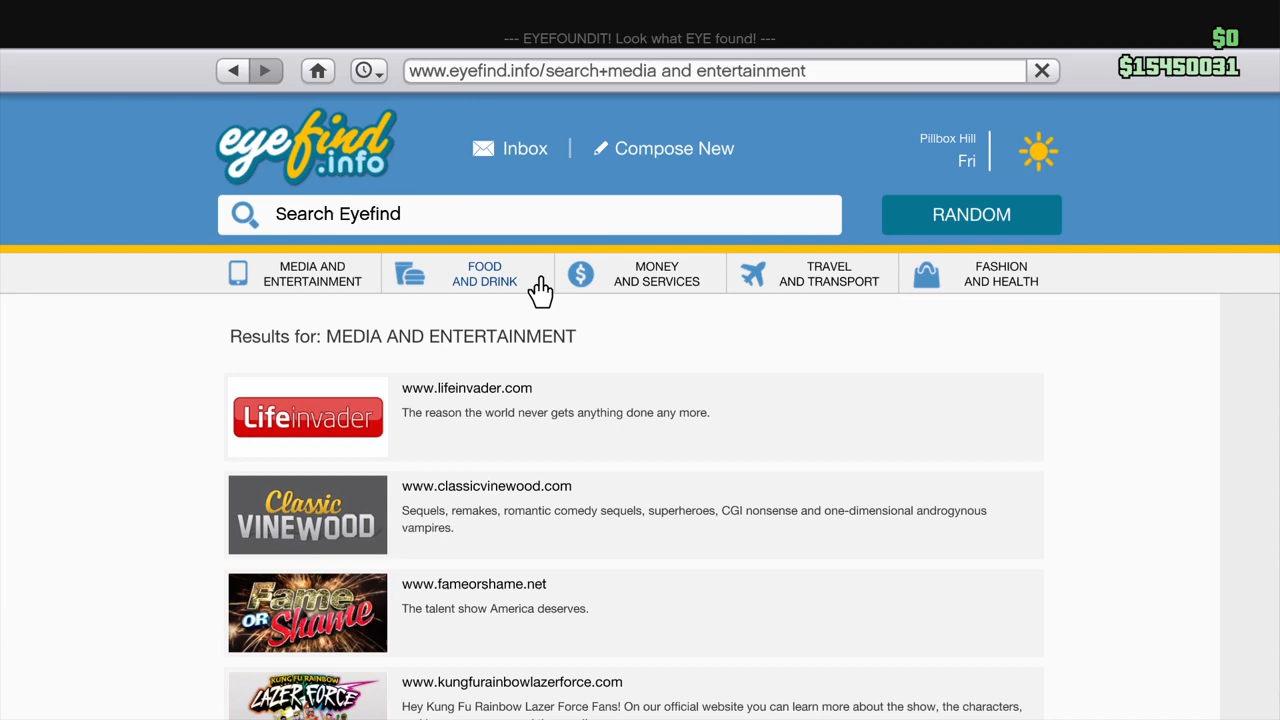 --- EYEFOUNDIT! Look what EYE found! ---
$0
$15450031
www.eyefind.info/search+media and entertainment
eyefind
.info
Inbox
Compose New
Pillbox Hill
Fri
Search Eyefind
RANDOM
MEDIA AND
ENTERTAINMENT
FOOD
AND DRINK
MONEY
AND SERVICES
TRAVEL
AND TRANSPORT
FASHION
AND HEALTH
Results for: MEDIA AND ENTERTAINMENT
Lifeinvader
www.lifeinvader.com
The reason the world never gets anything done any more.
Classic
VINEWOOD
www.classicvinewood.com
Sequels, remakes, romantic comedy sequels, superheroes, CGI nonsense and one-dimensional androgynous
vampires.
Fame
OR Shame
www.fameorshame.net
The talent show America deserves.
KUNG FU RAINBOW
LAZER FORCE
www.kungfurainbowlazerforce.com
Hey Kung Fu Rainbow Lazer Force Fans! On our official website you can learn more about the show, the characters,